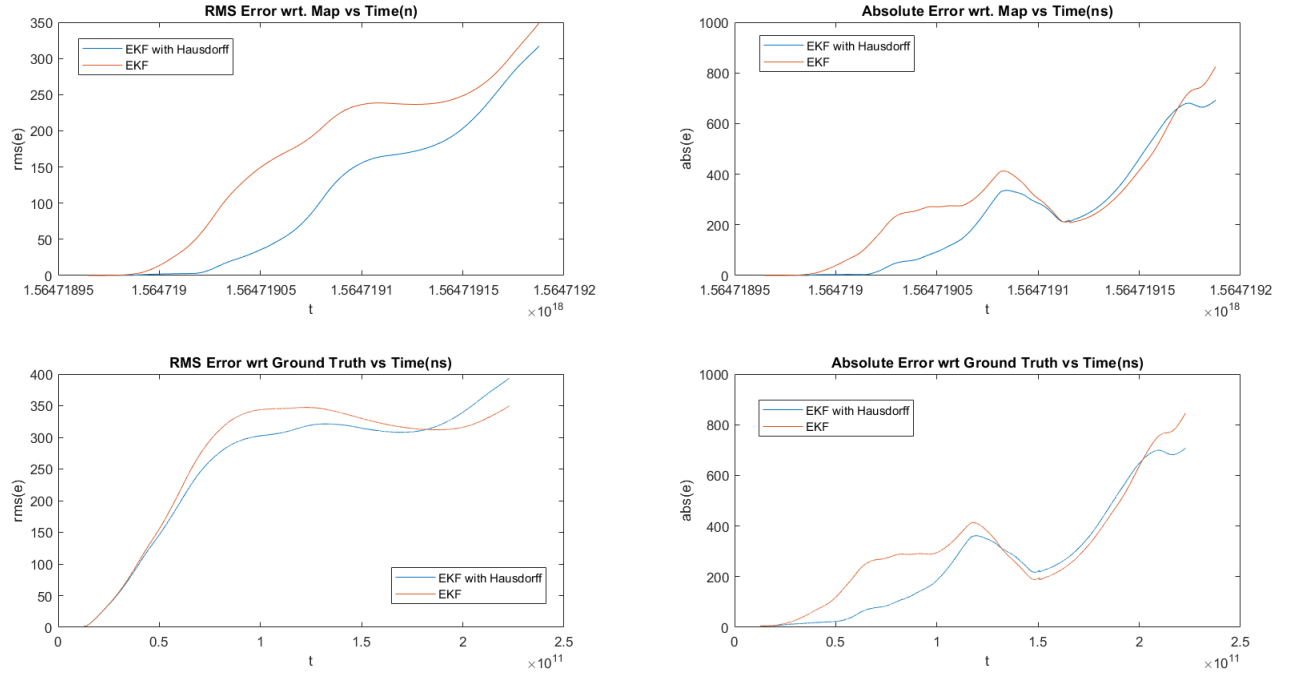 RMS Error wrt. Map vs Time(n)
350
300
250
200
150
100
50
0
rms(e)
EKF with Hausdorff
EKF
1.56471895 1.564719 1.56471905 1.5647191 1.564719115 1.5647192
t
×10^18
Absolute Error wrt. Map vs Time(ns)
1000
800
600
400
200
0
abs(e)
EKF with Hausdorff
EKF
1.56471895 1.564719 1.56471905 1.5647191 1.564719115 1.5647192
t
×10^18
RMS Error wrt Ground Truth vs Time(ns)
400
350
300
250
200
150
100
50
0
rms(e)
EKF with Hausdorff
EKF
0 0.5 1 1.5 2 2.5
t
×10^11
Absolute Error wrt Ground Truth vs Time(ns)
1000
800
600
400
200
0
abs(e)
EKF with Hausdorff
EKF
0 0.5 1 1.5 2 2.5
t
×10^11